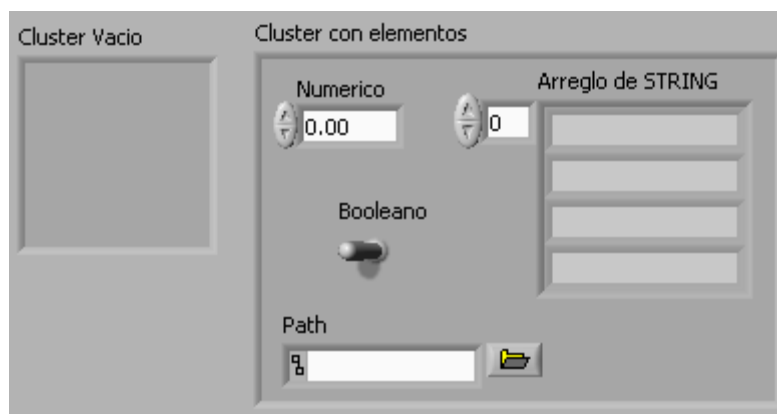 Cluster Vacio
Cluster con elementos
Numerico
0.00
Arreglo de STRING
0
Booleano
Path